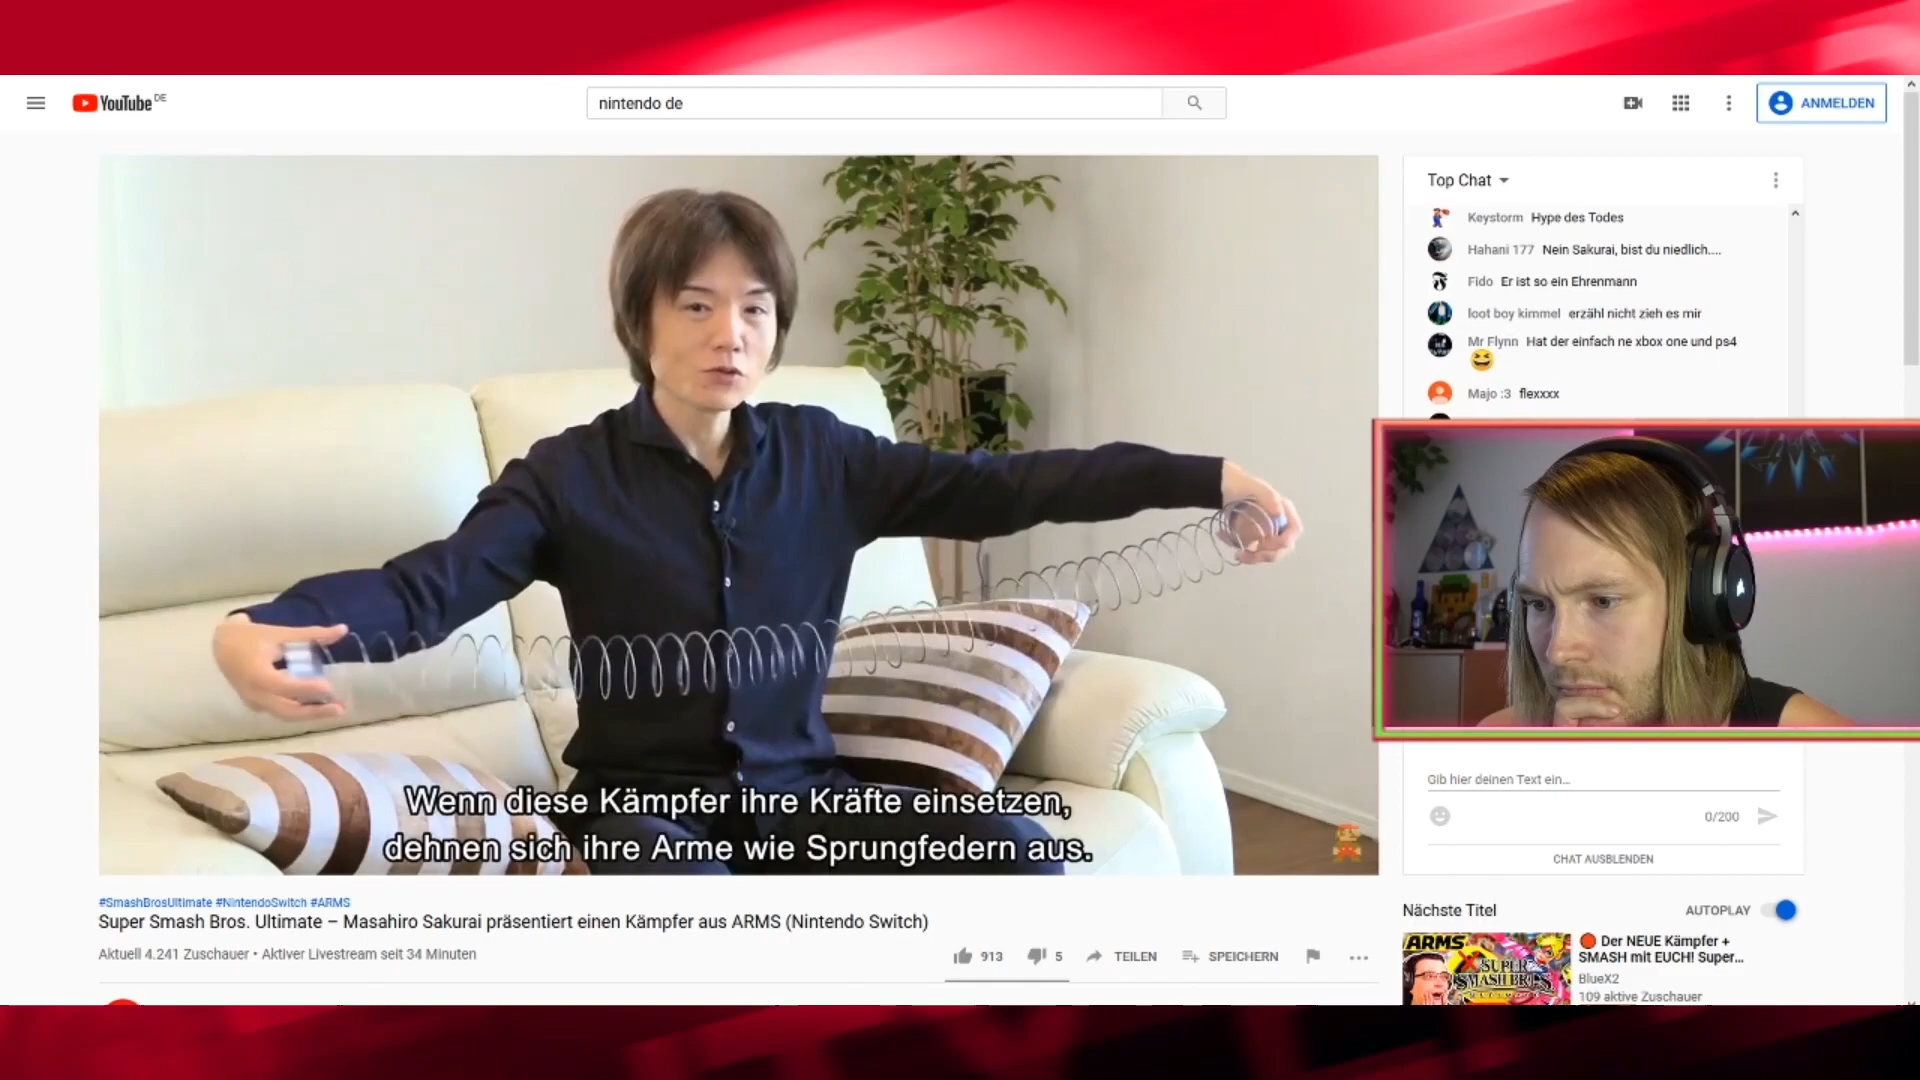 YouTube DE
nintendo de
ANMELDEN
Top Chat
Keystorm Hype des Todes
Hahani 177 Nein Sakurai, bist du niedlich....
Fido Er ist so ein Ehrenmann
loot boy kimmel erzähl nicht zieh es mir
Mr Flynn Hat der einfach ne xbox one und ps4
Majo :3 flexxxx
Wenn diese Kämpfer ihre Kräfte einsetzen,
dehnen sich ihre Arme wie Sprungfedern aus.
Gib hier deinen Text ein...
0/200
CHAT AUSBLENDEN
#SmashBrosUltimate #NintendoSwitch #ARMS
Super Smash Bros. Ultimate – Masahiro Sakurai präsentiert einen Kämpfer aus ARMS (Nintendo Switch)
Aktuell 4.241 Zuschauer • Aktiver Livestream seit 34 Minuten
913 5 TEILEN SPEICHERN
Nächste Titel AUTOPLAY
ARMS
SUPER
SMASH BROS.
Der NEUE Kämpfer +
SMASH mit EUCH! Super...
BlueX2
109 aktive Zuschauer